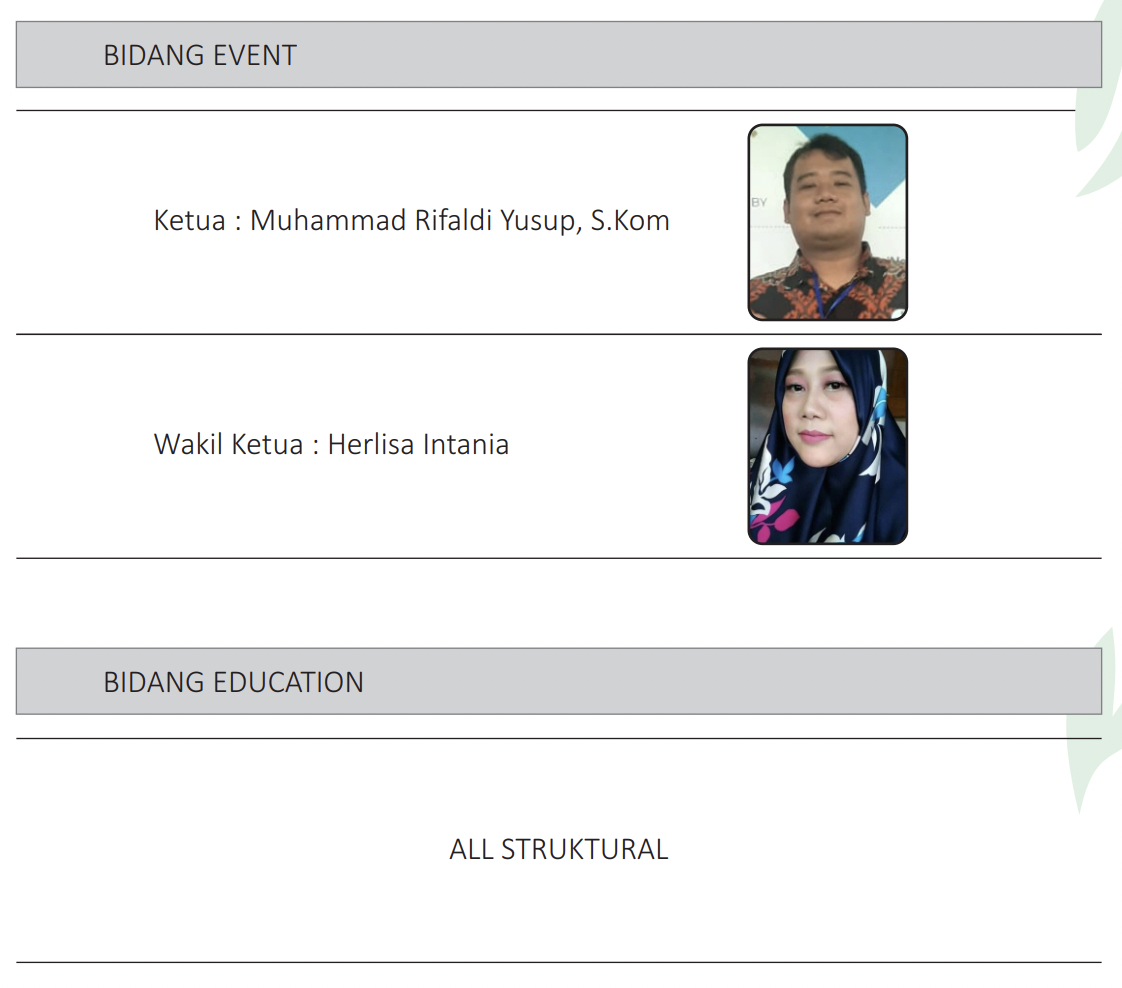 BIDANG EVENT
Ketua : Muhammad Rifaldi Yusup, S.Kom
BY
Wakil Ketua : Herlisa Intania
BIDANG EDUCATION
ALL STRUKTURAL